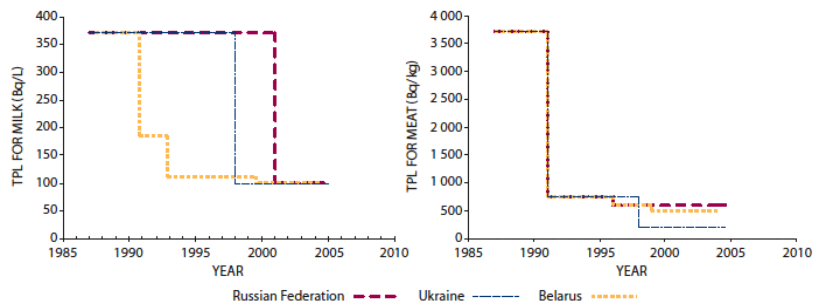 TPL FOR MILK (Bq/L)
400
350
300
250
200
150
100
50
0
1985 1990 1995 2000 2005 2010
YEAR
TPL FOR MEAT (Bq/kg)
4 000
3 500
3 000
2 500
2 000
1 500
1 000
500
0
1985 1990 1995 2000 2005 2010
YEAR
Russian Federation Ukraine Belarus